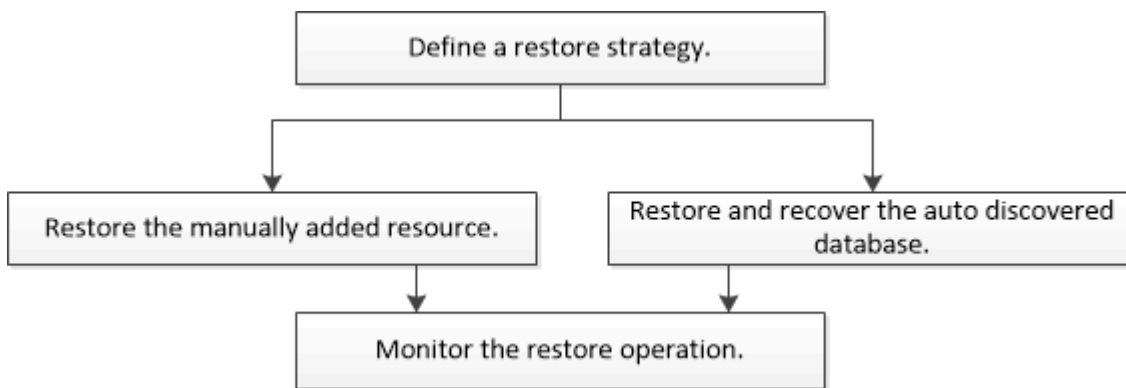 Define a restore strategy.
Restore the manually added resource.
Restore and recover the auto discovered
database.
Monitor the restore operation.